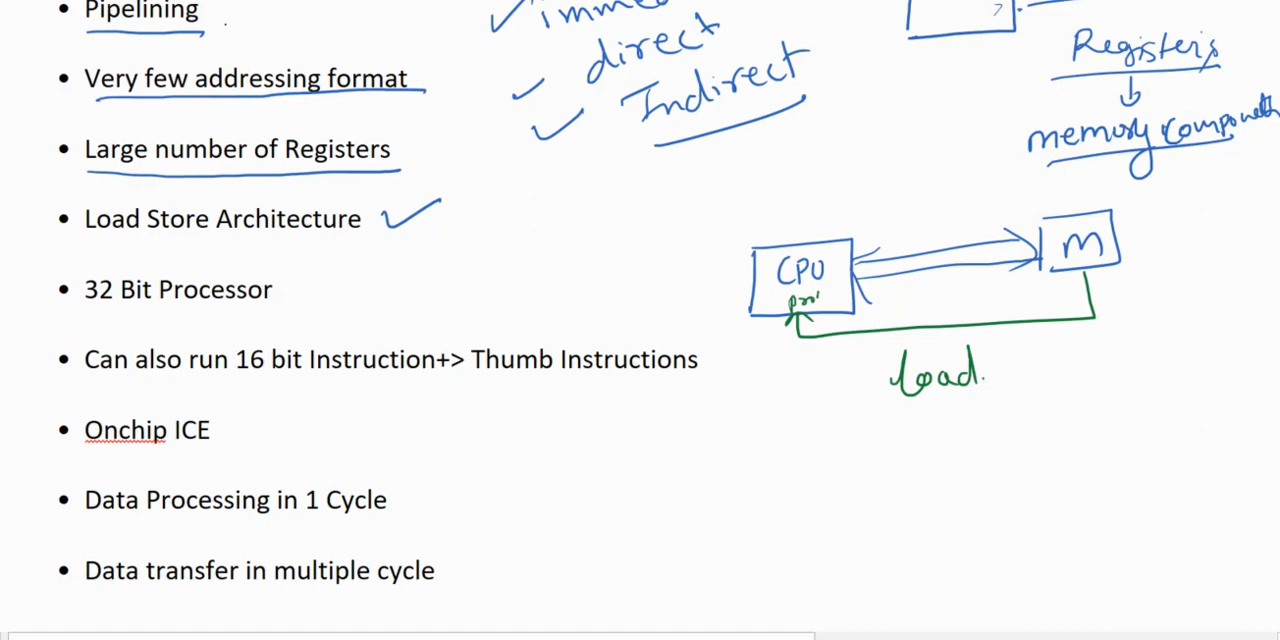 Pipelining
Very few addressing format
Large number of Registers
Load Store Architecture
32 Bit Processor
Can also run 16 bit Instruction+> Thumb Instructions
Onchip ICE
Data Processing in 1 Cycle
Data transfer in multiple cycle
direct
Indirect
Registers
memory
CPU
M
load.